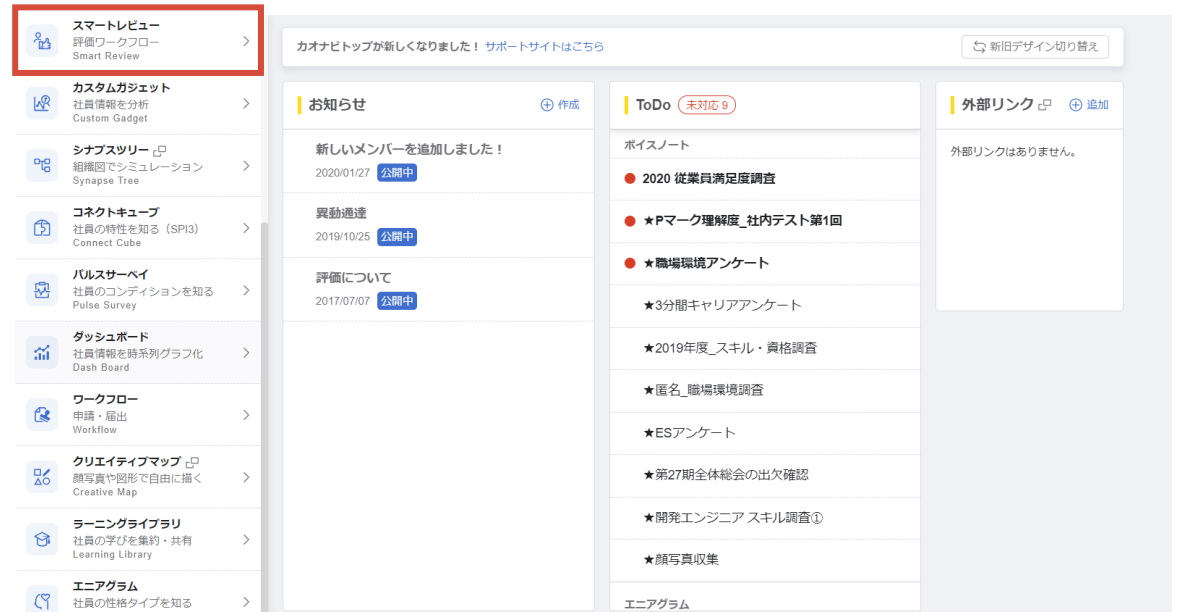 スマートレビュー
評価ワークフロー
Smart Review
カスタムガジェット
社員情報を分析
Custom Gadget
シナプスツリー
組織図でシミュレーション
Synapse Tree
コネクトキューブ
社員の特性を知る（SPI3）
Connect Cube
パルスサーベイ
社員のコンディションを知る
Pulse Survey
ダッシュボード
社員情報を時系列グラフ化
Dash Board
ワークフロー
申請・届出
Workflow
クリエイティブマップ
顔写真や図形で自由に描く
Creative Map
ラーニングライブラリ
社員の学びを集約・共有
Learning Library
エニアグラム
社員の性格タイプを知る
カオナビトップが新しくなりました！ サポートサイトはこちら
新旧デザイン切り替え
お知らせ
作成
新しいメンバーを追加しました！
2020/01/27 公開中
異動通達
2019/10/25 公開中
評価について
2017/07/07 公開中
ToDo 未対応 9
ボイスノート
2020 従業員満足度調査
★Pマーク理解度_社内テスト第1回
★職場環境アンケート
★3分間キャリアアンケート
★2019年度_スキル・資格調査
★匿名_職場環境調査
★ESアンケート
★第27期全体総会の出欠確認
★開発エンジニア スキル調査①
★顔写真収集
エニアグラム
外部リンク
追加
外部リンクはありません。